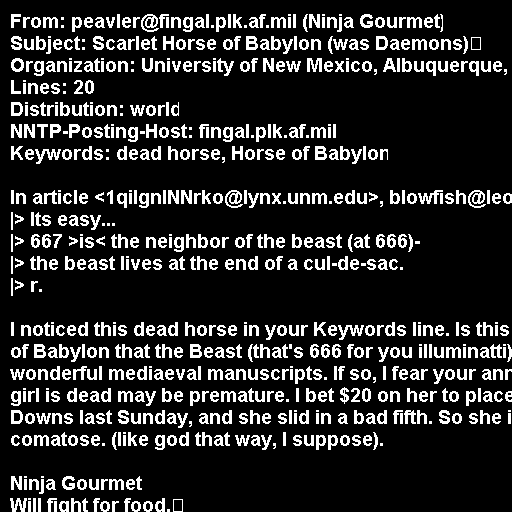 From: peavler@fingal.plk.af.mil (Ninja Gourmet)
Subject: Scarlet Horse of Babylon (was Daemons)
Organization: University of New Mexico, Albuquerque,
Lines: 20
Distribution: world
NNTP-Posting-Host: fingal.plk.af.mil
Keywords: dead horse, Horse of Babylon
In article <1qilgnINNrko@lynx.unm.edu>, blowfish@leo
|> Its easy...
|> 667 >is< the neighbor of the beast (at 666)-
|> the beast lives at the end of a cul-de-sac.
|> r.
I noticed this dead horse in your Keywords line. Is this
of Babylon that the Beast (that's 666 for you illuminatti)
wonderful mediaeval manuscripts. If so, I fear your ann
girl is dead may be premature. I bet $20 on her to place
Downs last Sunday, and she slid in a bad fifth. So she i
comatose. (like god that way, I suppose).
Ninja Gourmet
Will fight for food.